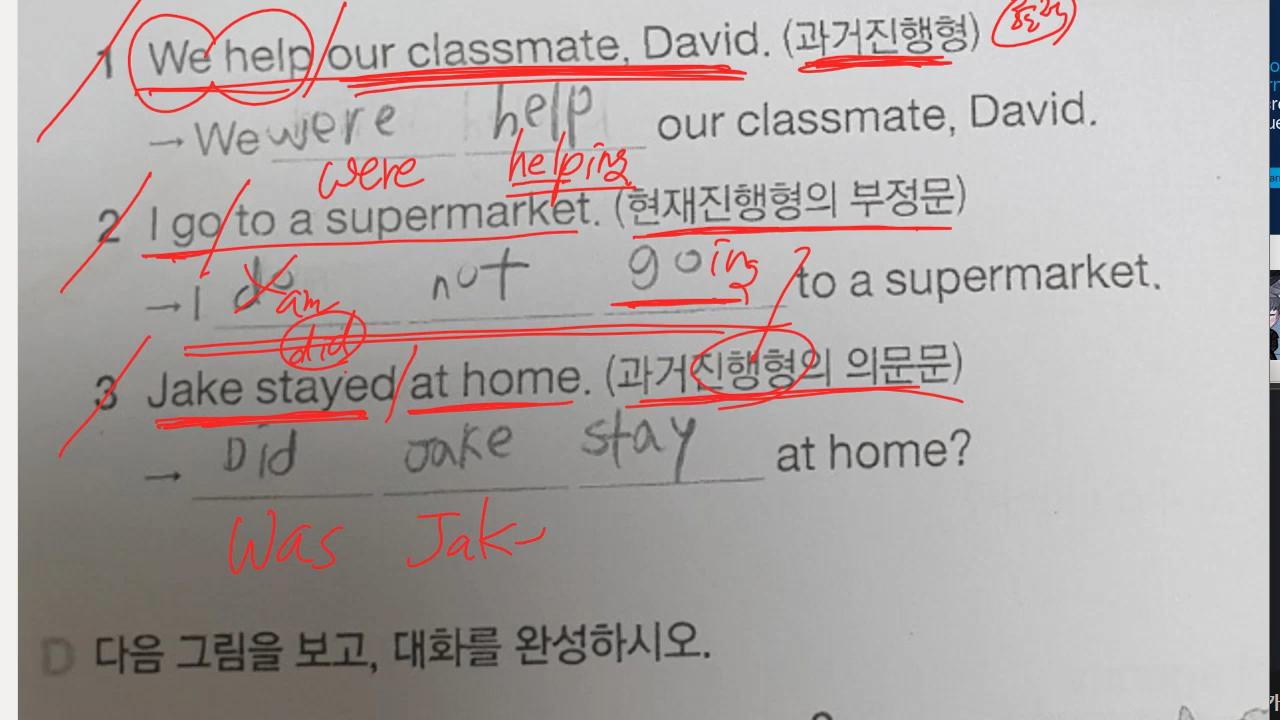 1 We help our classmate, David. (과거진행형)
→ We were help our classmate, David.
were helping
2 I go to a supermarket. (현재진행형의 부정문)
→ I do not going to a supermarket.
am
did
3 Jake stayed at home. (과거진행형의 의문문)
→ Did Jake stay at home?
Was Jak
D 다음 그림을 보고, 대화를 완성하시오.